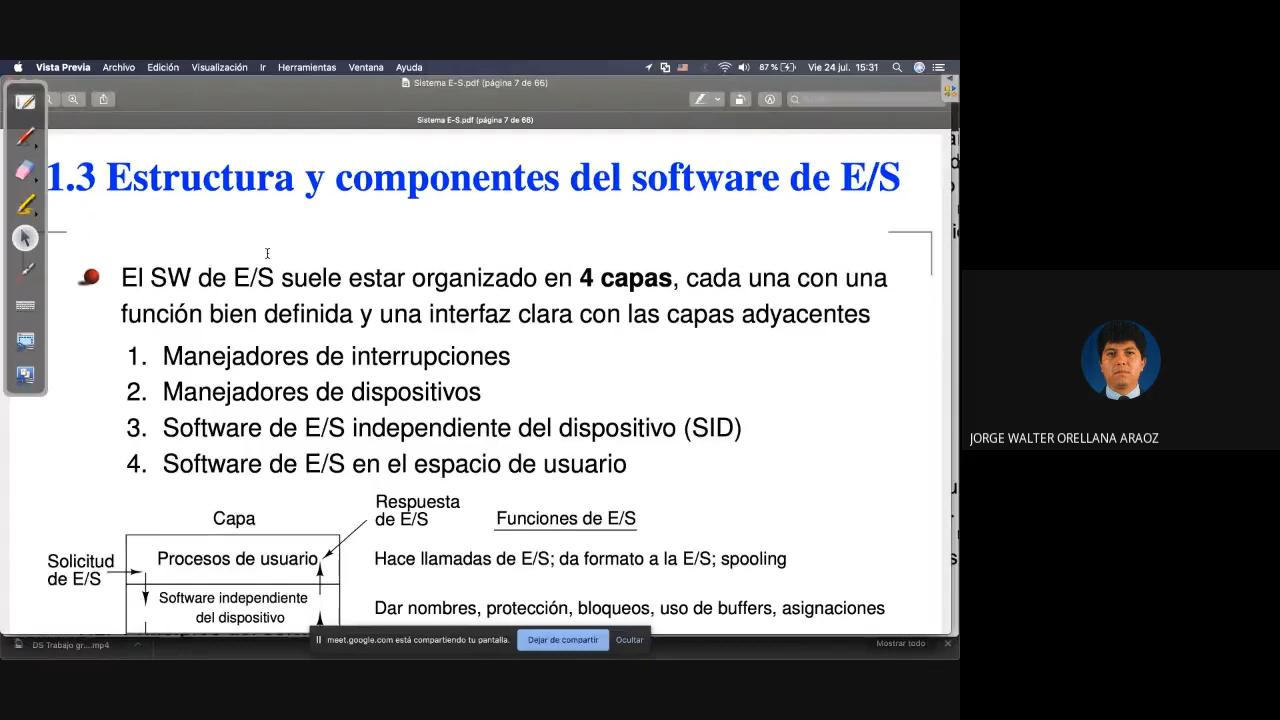 Vista Previa Archivo Edición Visualización Ir Herramientas Ventana Ayuda 87 % Vie 24 jul. 15:31
Sistema E-S.pdf (página 7 de 66)
Sistema E-S.pdf (página 7 de 66)
1.3 Estructura y componentes del software de E/S
El SW de E/S suele estar organizado en 4 capas, cada una con una
función bien definida y una interfaz clara con las capas adyacentes
1. Manejadores de interrupciones
2. Manejadores de dispositivos
3. Software de E/S independiente del dispositivo (SID)
4. Software de E/S en el espacio de usuario
Capa
Respuesta
de E/S
Funciones de E/S
Solicitud
de E/S
Procesos de usuario
Hace llamadas de E/S; da formato a la E/S; spooling
Software independiente
del dispositivo
Dar nombres, protección, bloqueos, uso de buffers, asignaciones
meet.google.com está compartiendo tu pantalla. Dejar de compartir Ocultar
DS Trabajo gr....mp4
Mostrar todo
JORGE WALTER ORELLANA ARAOZ